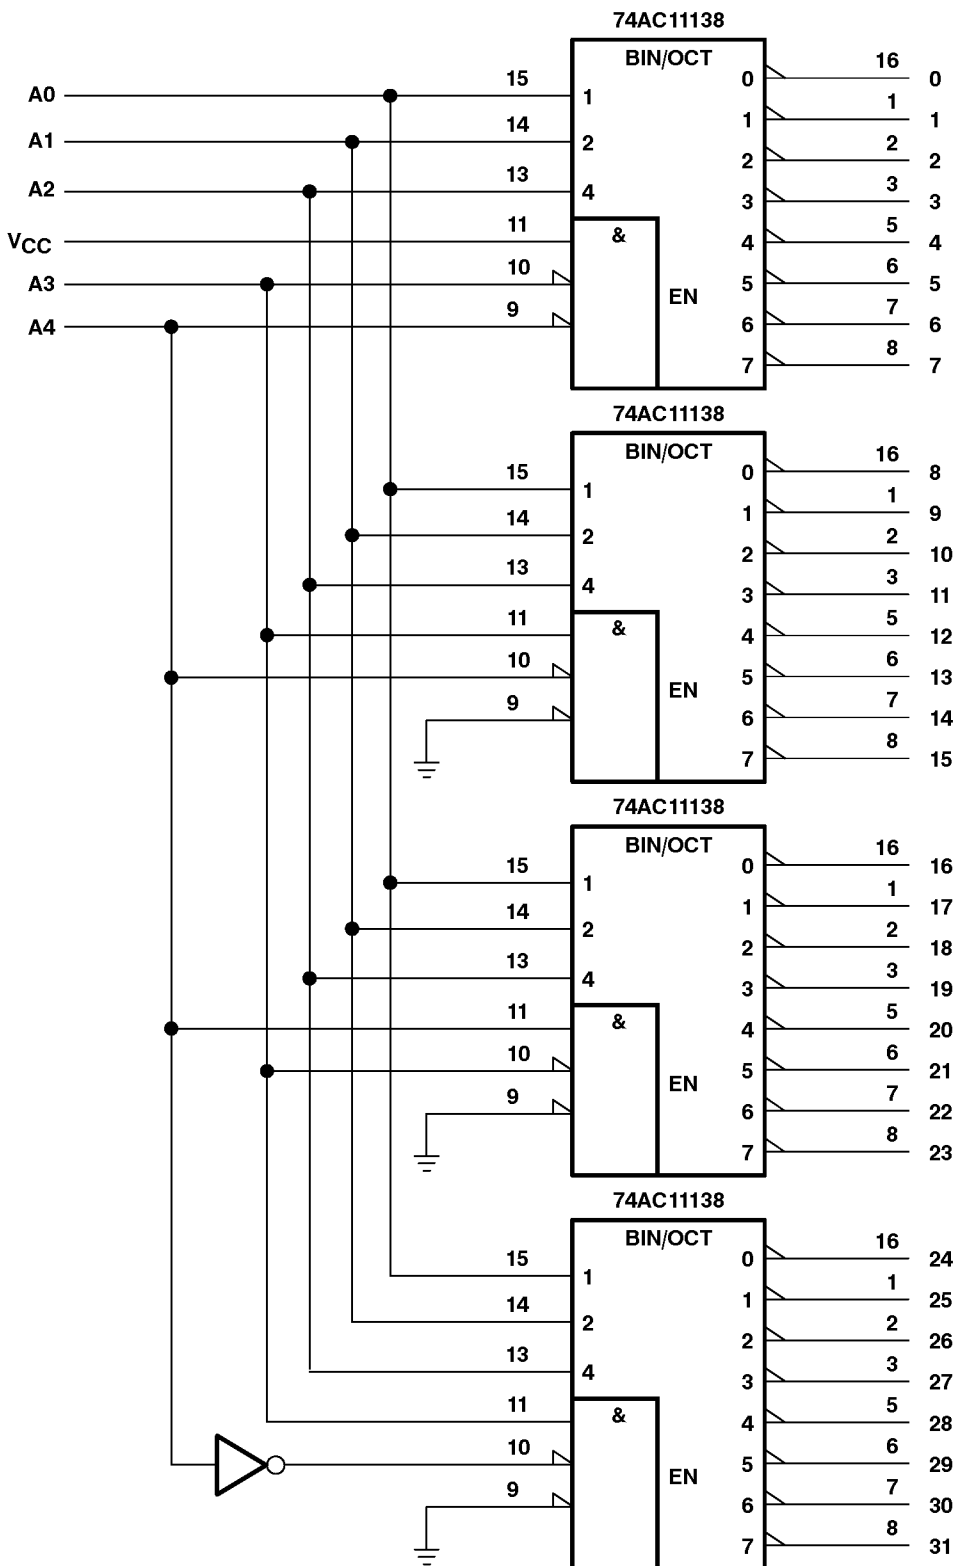 74AC11138
BIN/OCT
A0 15 1 0 16 0
A1 14 2 1 1 1
A2 13 4 2 2 2
3 3 3
VCC 11 & 4 5 4
A3 10 EN 5 6 5
A4 9 6 7 6
7 8 7
74AC11138
BIN/OCT
15 1 0 16 8
14 2 1 1 9
13 4 2 2 10
3 3 11
11 & 4 5 12
10 EN 5 6 13
9 6 7 14
7 8 15
74AC11138
BIN/OCT
15 1 0 16 16
14 2 1 1 17
13 4 2 2 18
3 3 19
11 & 4 5 20
10 EN 5 6 21
9 6 7 22
7 8 23
74AC11138
BIN/OCT
15 1 0 16 24
14 2 1 1 25
13 4 2 2 26
3 3 27
11 & 4 5 28
10 EN 5 6 29
9 6 7 30
7 8 31